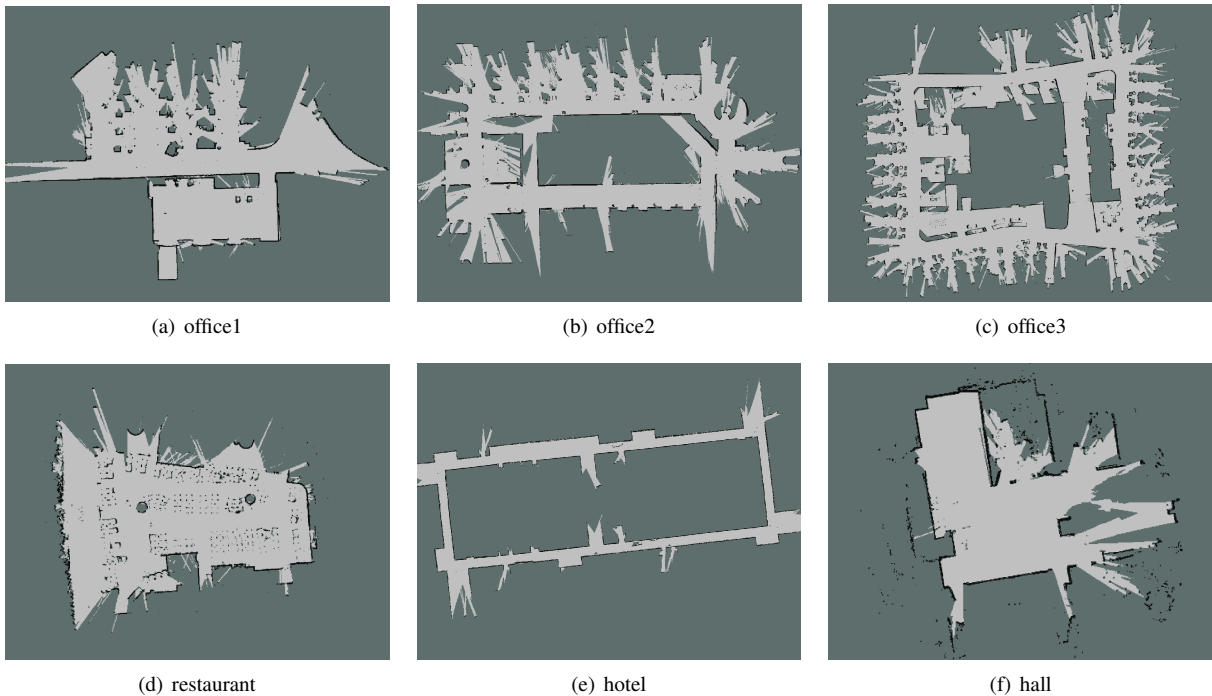 (a) office1
(b) office2
(c) office3
(d) restaurant
(e) hotel
(f) hall